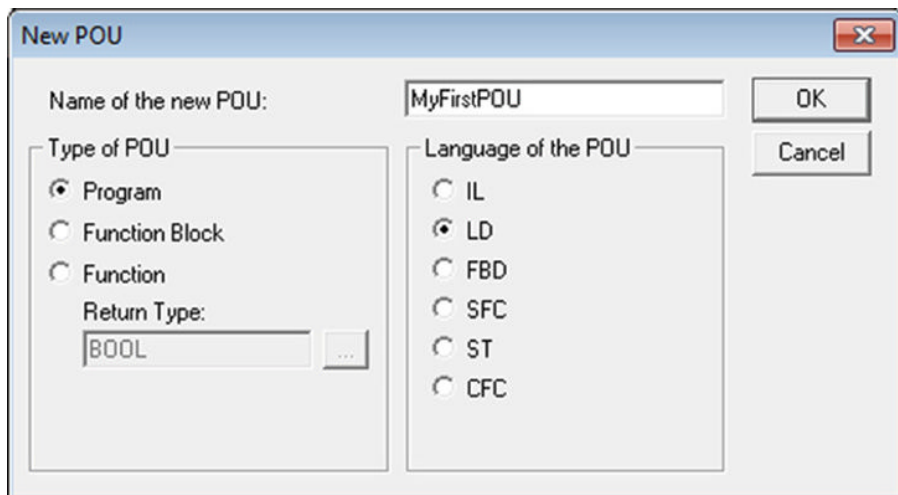 New POU
Name of the new POU:
MyFirstPOU
OK
Cancel
Type of POU
Program
Function Block
Function
Return Type:
BOOL
...
Language of the POU
IL
LD
FBD
SFC
ST
CFC